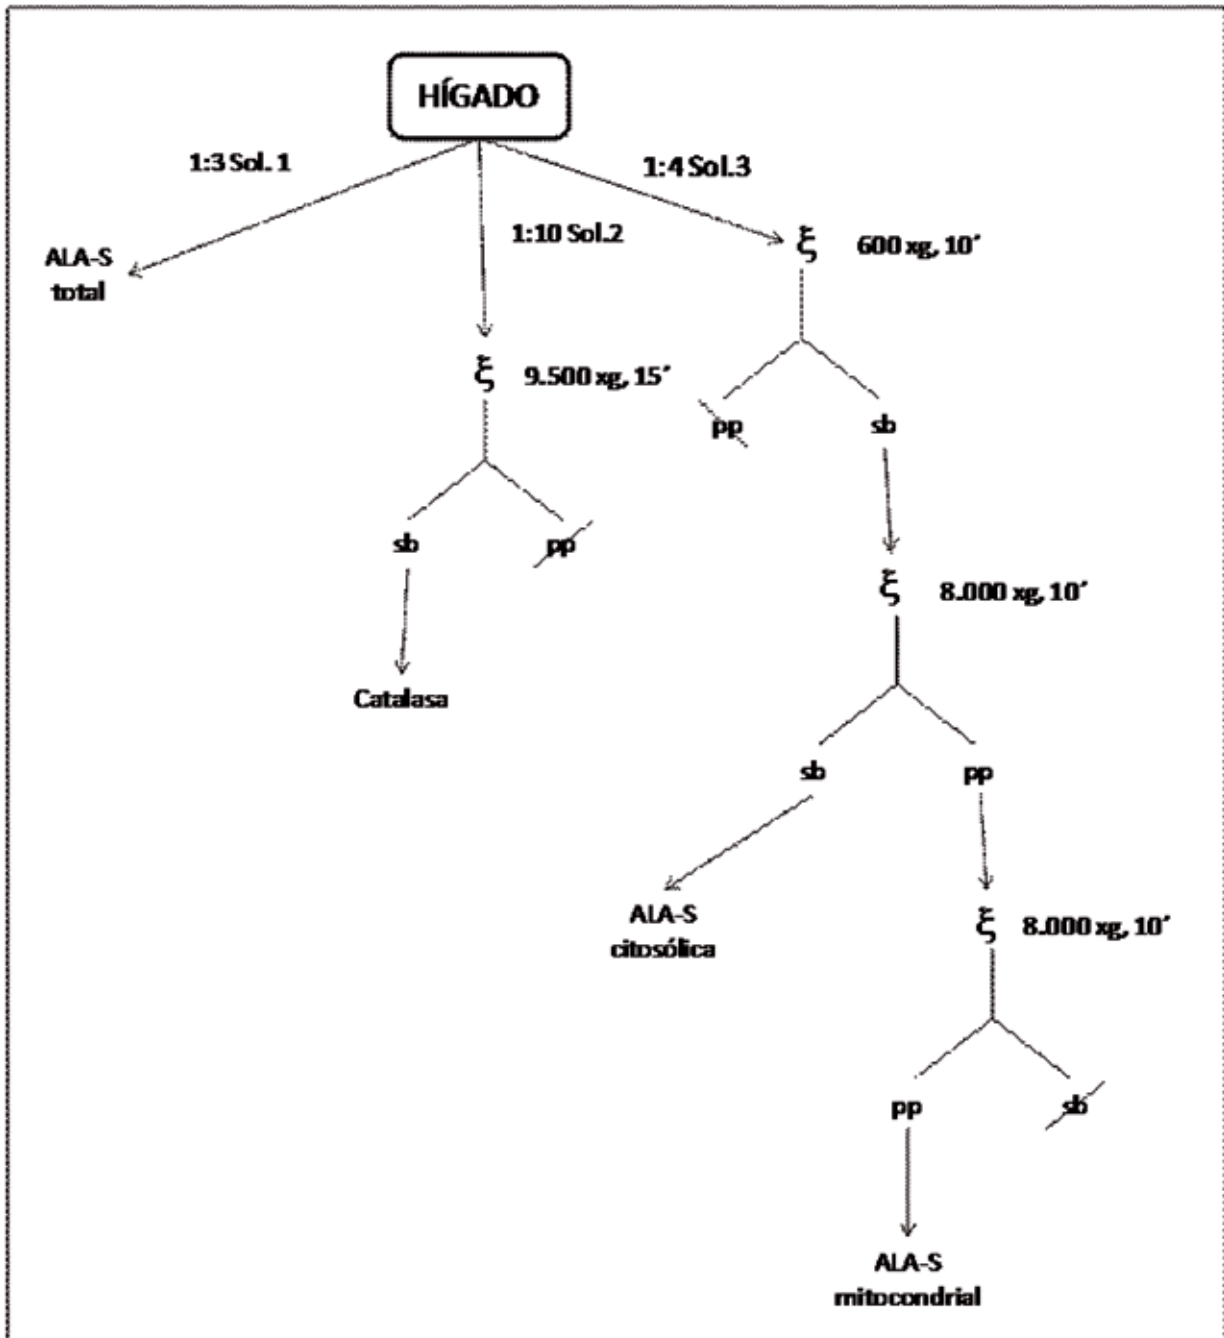 HÍGADO
1:3 Sol. 1
1:4 Sol.3
1:10 Sol.2
ALA-S
total
ξ 600 xg, 10´
ξ 9.500 xg, 15´
pp
sb
sb
pp
ξ 8.000 xg, 10´
Catalasa
sb
pp
ALA-S
citosólica
ξ 8.000 xg, 10´
pp
sb
ALA-S
mitocondrial